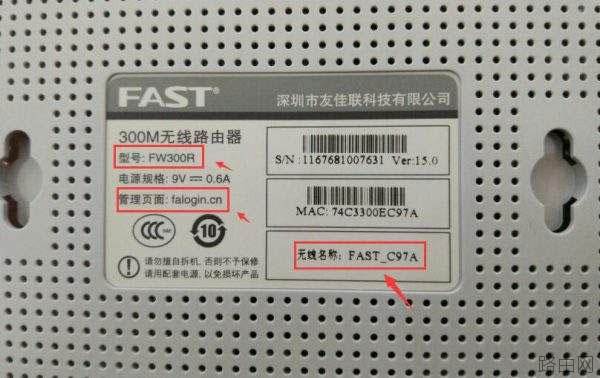 FAST®
深圳市友佳联科技有限公司
300M无线路由器
型号: FW300R
电源规格: 9V⎓0.6A
管理页面: falogin.cn
CCC
10
请勿擅自拆机, 否则不予保修
请用配套电源, 以免损坏产品
S/N:1167681007631 Ver:15.0
MAC: 74C3300EC97A
无线名称: FAST_C97A
路由网